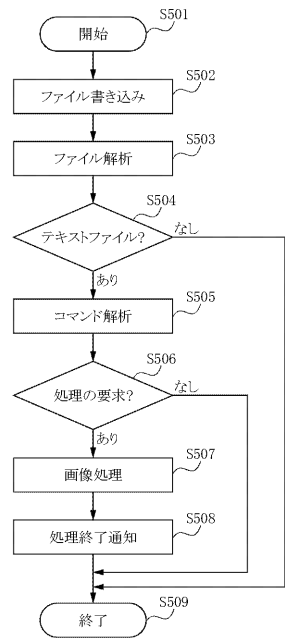 S501
開始
S502
ファイル書き込み
S503
ファイル解析
S504
テキストファイル?
なし
あり
S505
コマンド解析
S506
処理の要求?
なし
あり
S507
画像処理
S508
処理終了通知
S509
終了